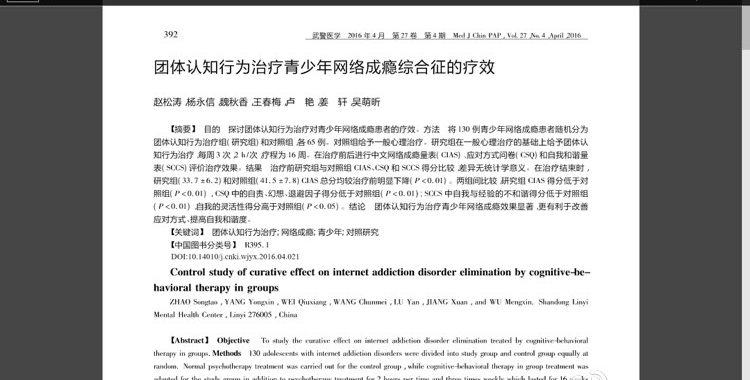 392
武警医学 2016 年 4 月 第 27 卷 第 4 期 Med J Chin PAP, Vol. 27, No. 4, April, 2016
团体认知行为治疗青少年网络成瘾综合征的疗效
赵松涛,杨永信,魏秋香,王春梅,卢 艳,姜 轩,吴萌昕
【摘要】 目的 探讨团体认知行为治疗对青少年网络成瘾患者的疗效。方法 将 130 例青少年网络成瘾患者随机分为
团体认知行为治疗组(研究组)和对照组,各 65 例。对照组给予一般心理治疗。研究组在一般心理治疗的基础上给予团体认
知行为治疗,每周 3 次,2 h/次,疗程为 16 周。在治疗前后进行中文网络成瘾量表(CIAS)、应对方式问卷(CSQ)和自我和谐量
表(SCCS)评价治疗效果。结果 治疗前研究组与对照组 CIAS、CSQ 和 SCCS 得分比较,差异无统计学意义。在治疗结束时,
研究组(33.7±6.2)和对照组(41.5±7.8)CIAS 总分均较治疗前明显下降(P<0.01)。两组间比较,研究组 CIAS 得分低于对
照组(P<0.01),CSQ 中的自责、幻想、退避因子得分低于对照组(P<0.01);SCCS 中自我与经验的不和谐得分低于对照组
(P<0.01),自我的灵活性得分高于对照组(P<0.05)。结论 团体认知行为治疗青少年网络成瘾效果显著,更有利于改善
应对方式、提高自我和谐度。
【关键词】 团体认知行为治疗;网络成瘾;青少年;对照研究
【中国图书分类号】 R395.1
DOI:10.14010/j.cnki.wjyx.2016.04.021
Control study of curative effect on internet addiction disorder elimination by cognitive-be-
havioral therapy in groups
ZHAO Songtao, YANG Yongxin, WEI Qiuxiang, WANG Chunmei, LU Yan, JIANG Xuan, and WU Mengxin. Shandong Linyi
Mental Health Center, Linyi 276005, China
【Abstract】 Objective To study the curative effect on internet addiction disorder elimination treated by cognitive-behavioral
therapy in groups. Methods 130 adolescents with internet addiction disorders were divided into study group and control group equally at
random. Normal psychotherapy treatment was carried out for the control group, while cognitive-behavioral therapy in group treatment was
adapted for the study group in addition to psychotherapy treatment for 2 hours per time and three times weekly which lasted for 16 weeks